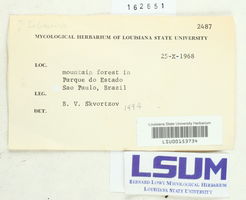 162651
2487
MYCOLOGICAL HERBARIUM OF LOUISIANA STATE UNIVERSITY
25-X-1968
LOC.
mountain forest in
Parque do Estado
Sao Paulo, Brazil
LEG.
B. V. Skvortzov
DET.
Louisiana State University Herbarium
LSU00153734
LSUM
BERNARD LOWY MYCOLOGICAL HERBARIUM
LOUISIANA STATE UNIVERSITY